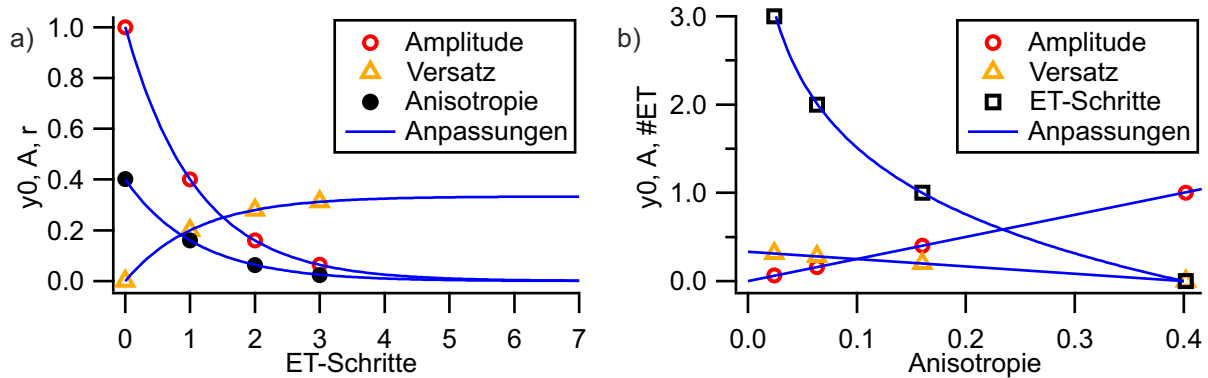 a)
y0, A, r
1.0
0.8
0.6
0.4
0.2
0.0
Amplitude
Versatz
Anisotropie
Anpassungen
0 1 2 3 4 5 6 7
ET-Schritte
b)
y0, A, #ET
3.0
2.0
1.0
0.0
Amplitude
Versatz
ET-Schritte
Anpassungen
0.0 0.1 0.2 0.3 0.4
Anisotropie